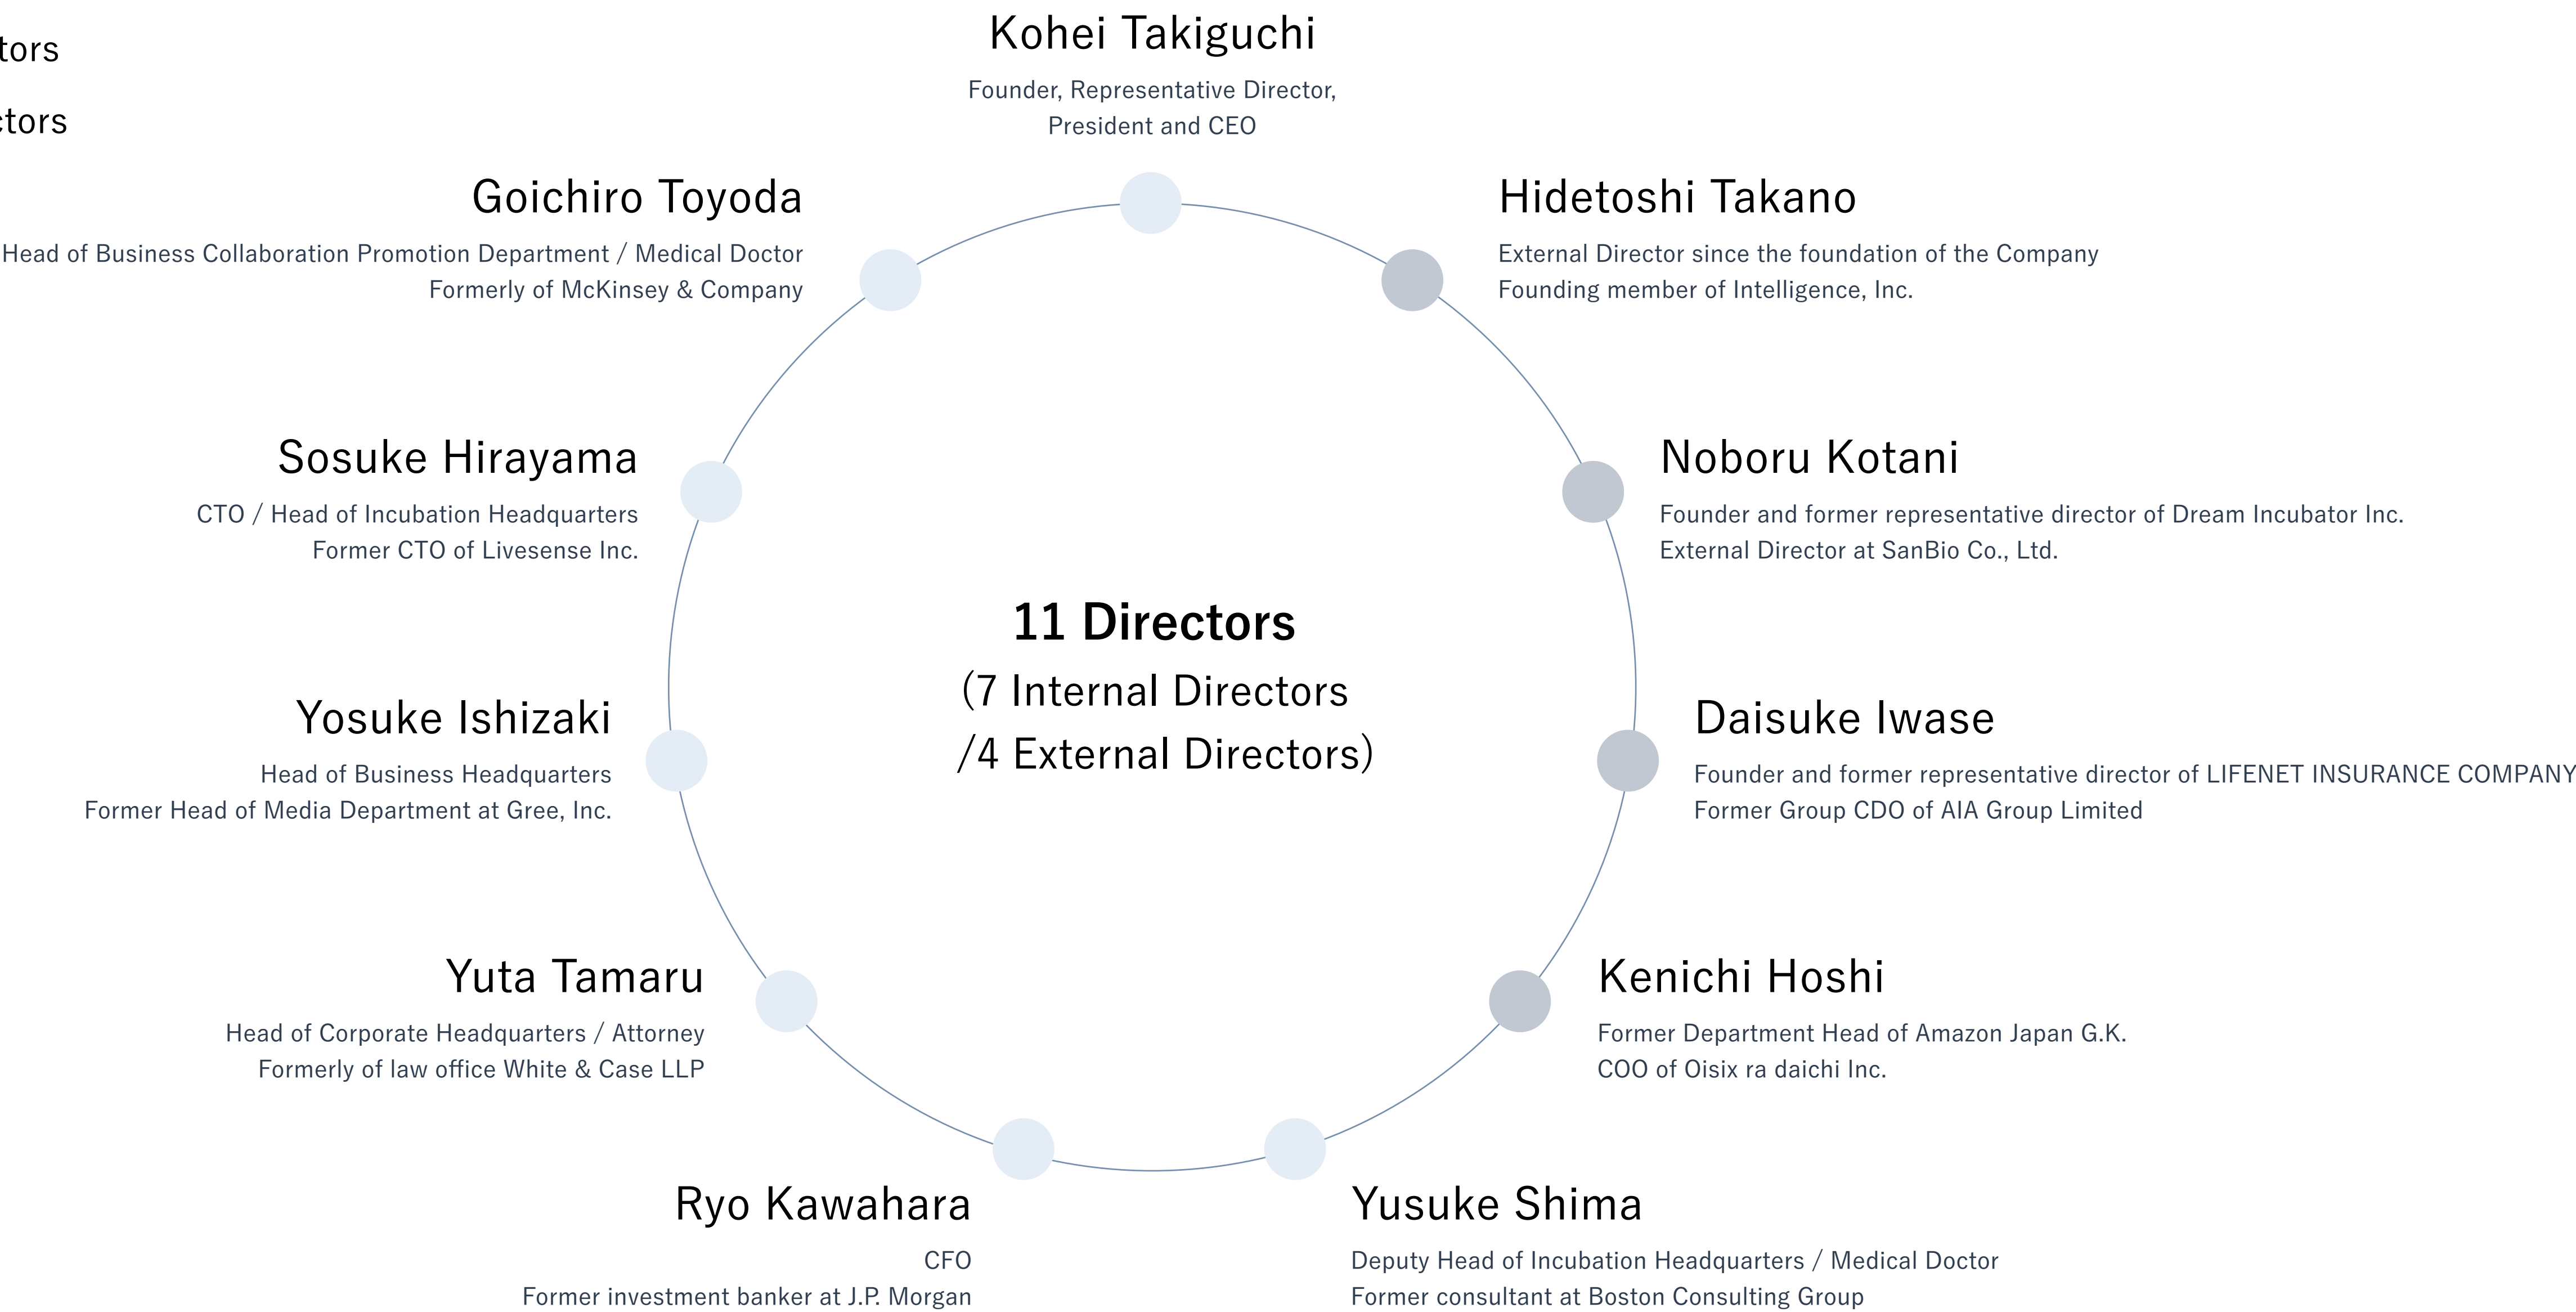 Kohei Takiguchi
Founder, Representative Director,
President and CEO
Goichiro Toyoda
Head of Business Collaboration Promotion Department / Medical Doctor
Formerly of McKinsey & Company
Hidetoshi Takano
External Director since the foundation of the Company
Founding member of Intelligence, Inc.
Sosuke Hirayama
CTO / Head of Incubation Headquarters
Former CTO of Livesense Inc.
Noboru Kotani
Founder and former representative director of Dream Incubator Inc.
External Director at SanBio Co., Ltd.
11 Directors
(7 Internal Directors
/4 External Directors)
Yosuke Ishizaki
Head of Business Headquarters
Former Head of Media Department at Gree, Inc.
Daisuke Iwase
Founder and former representative director of LIFENET INSURANCE COMPANY
Former Group CDO of AIA Group Limited
Yuta Tamaru
Head of Corporate Headquarters / Attorney
Formerly of law office White & Case LLP
Kenichi Hoshi
Former Department Head of Amazon Japan G.K.
COO of Oisix ra daichi Inc.
Ryo Kawahara
CFO
Former investment banker at J.P. Morgan
Yusuke Shima
Deputy Head of Incubation Headquarters / Medical Doctor
Former consultant at Boston Consulting Group